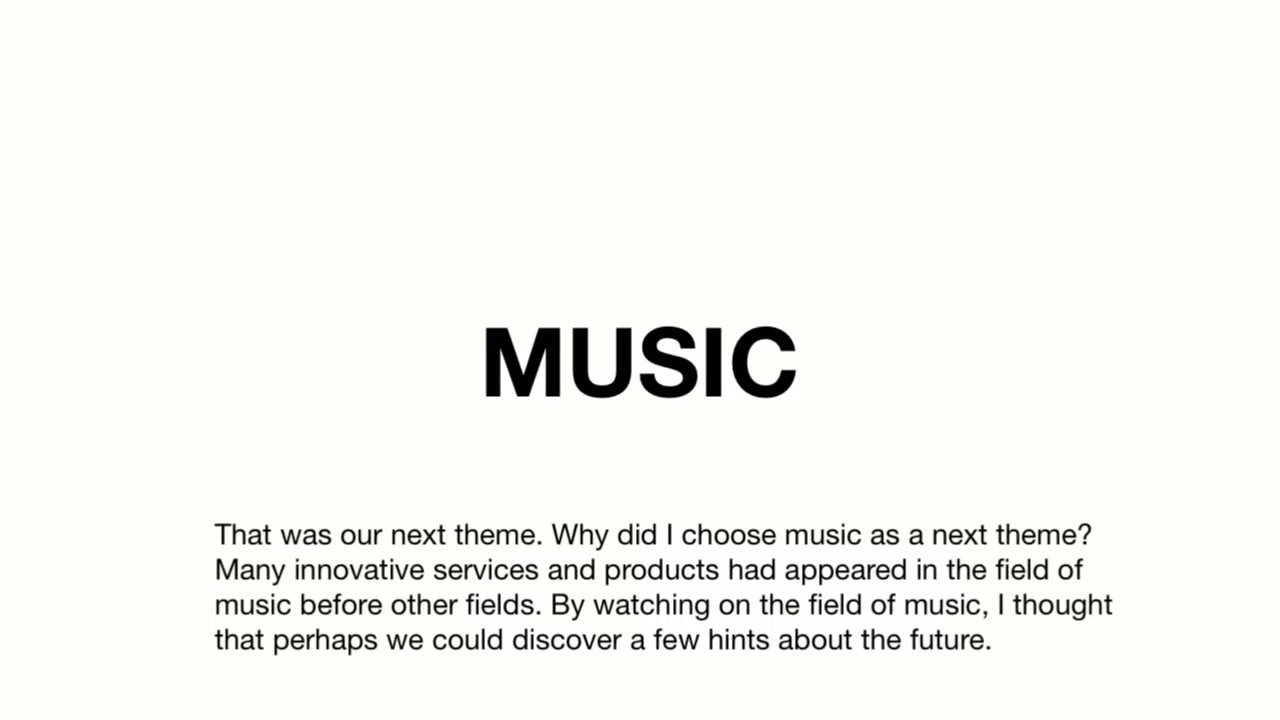 MUSIC
That was our next theme. Why did I choose music as a next theme?
Many innovative services and products had appeared in the field of
music before other fields. By watching on the field of music, I thought
that perhaps we could discover a few hints about the future.